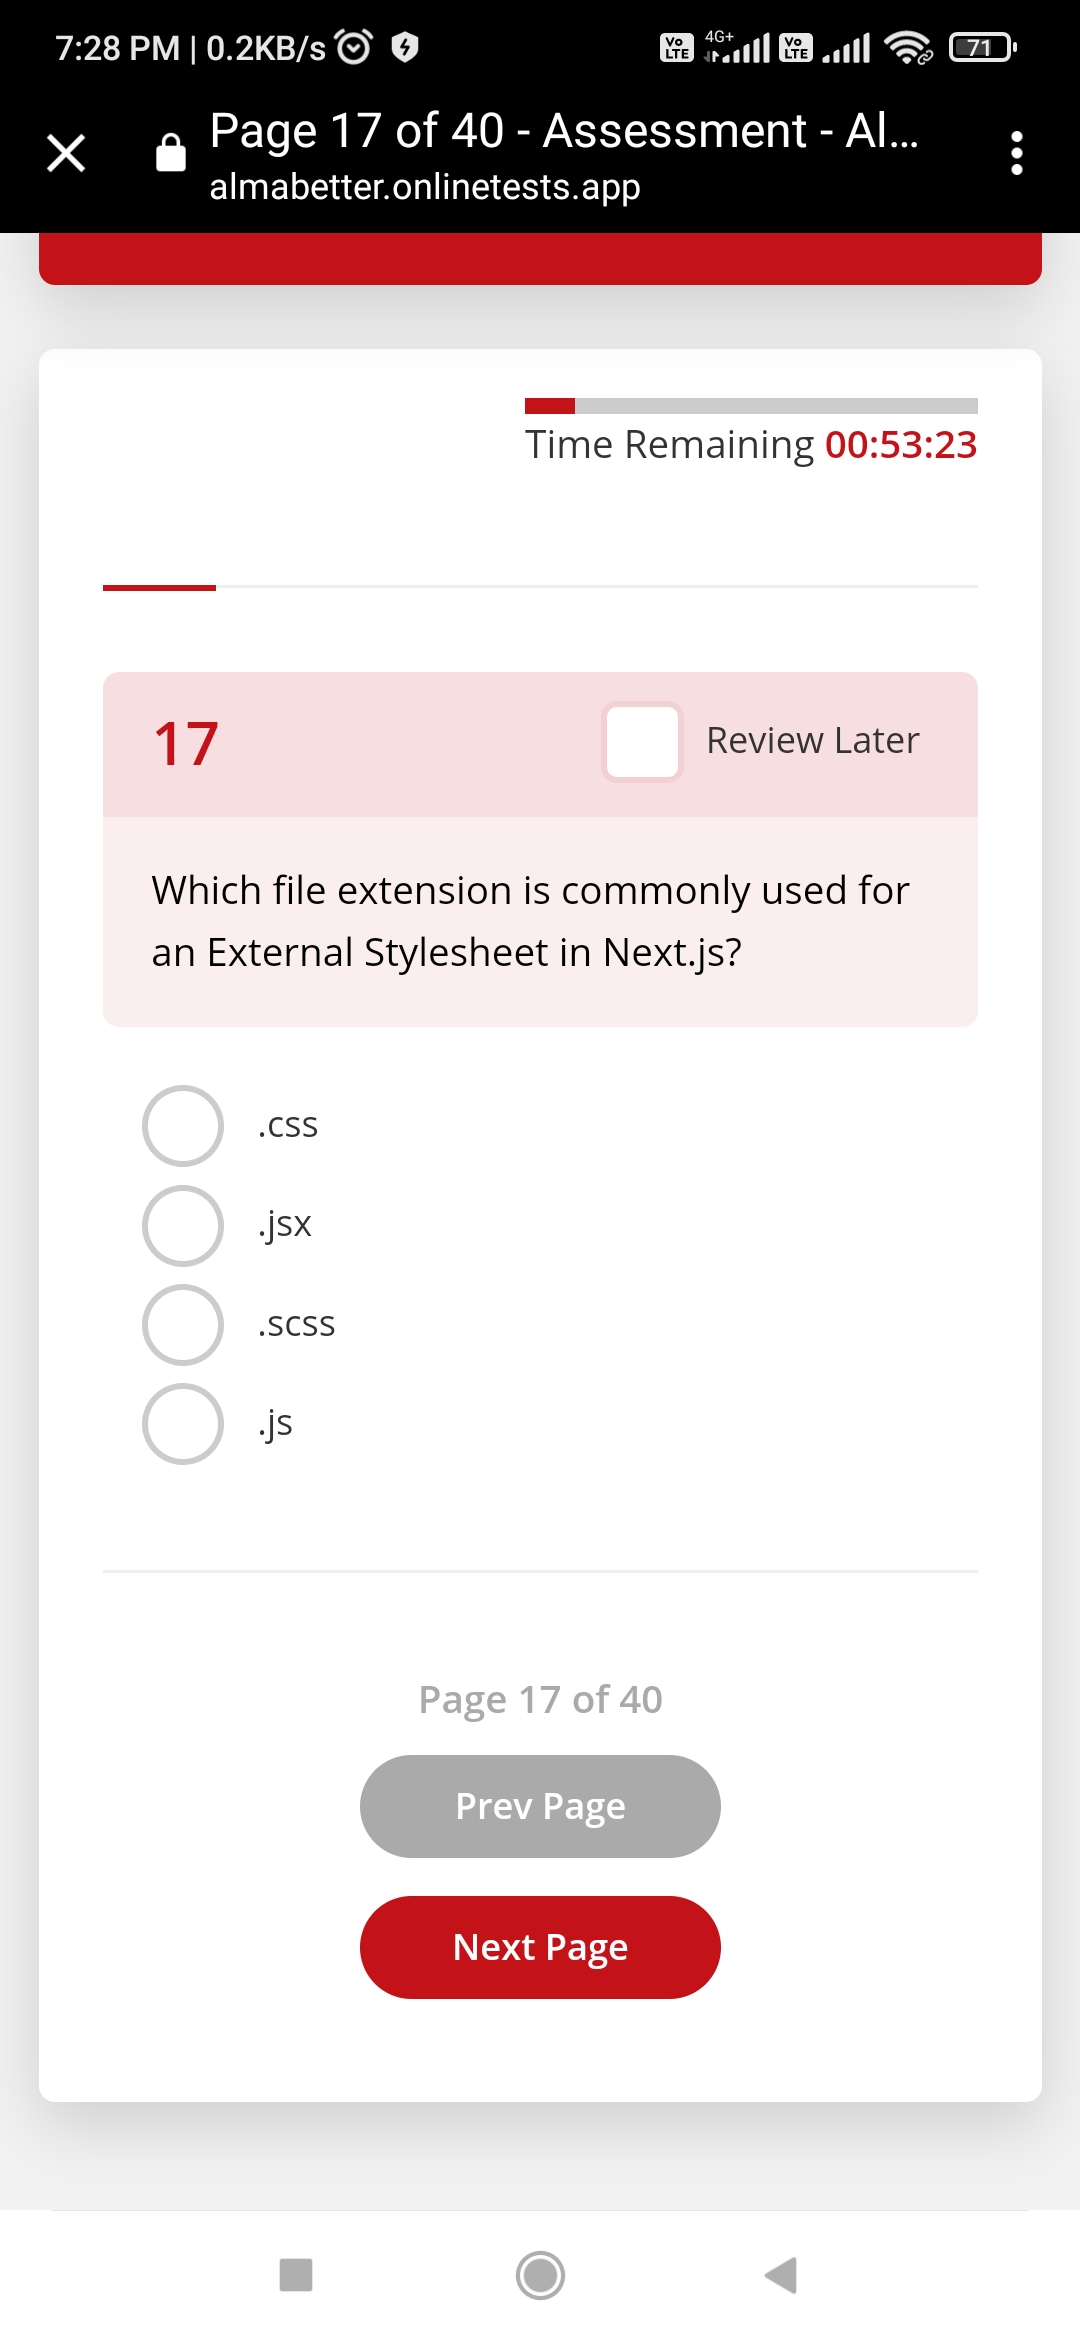 7:28 PM | 0.2KB/s
Vo LTE 4G+ Vo LTE 71
Page 17 of 40 - Assessment - Al...
almabetter.onlinetests.app
Time Remaining 00:53:23
17
Review Later
Which file extension is commonly used for
an External Stylesheet in Next.js?
.css
.jsx
.scss
.js
Page 17 of 40
Prev Page
Next Page